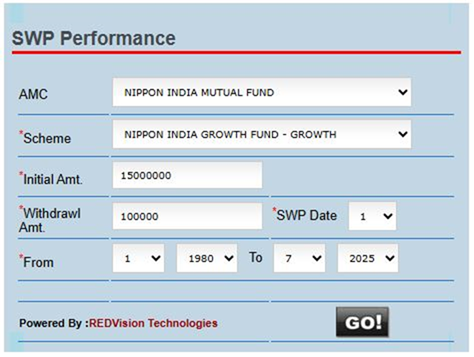 SWP Performance
AMC NIPPON INDIA MUTUAL FUND
*Scheme NIPPON INDIA GROWTH FUND - GROWTH
*Initial Amt. 15000000
*Withdrawl Amt. 100000 *SWP Date 1
*From 1 1980 To 7 2025
Powered By :REDVision Technologies GO!